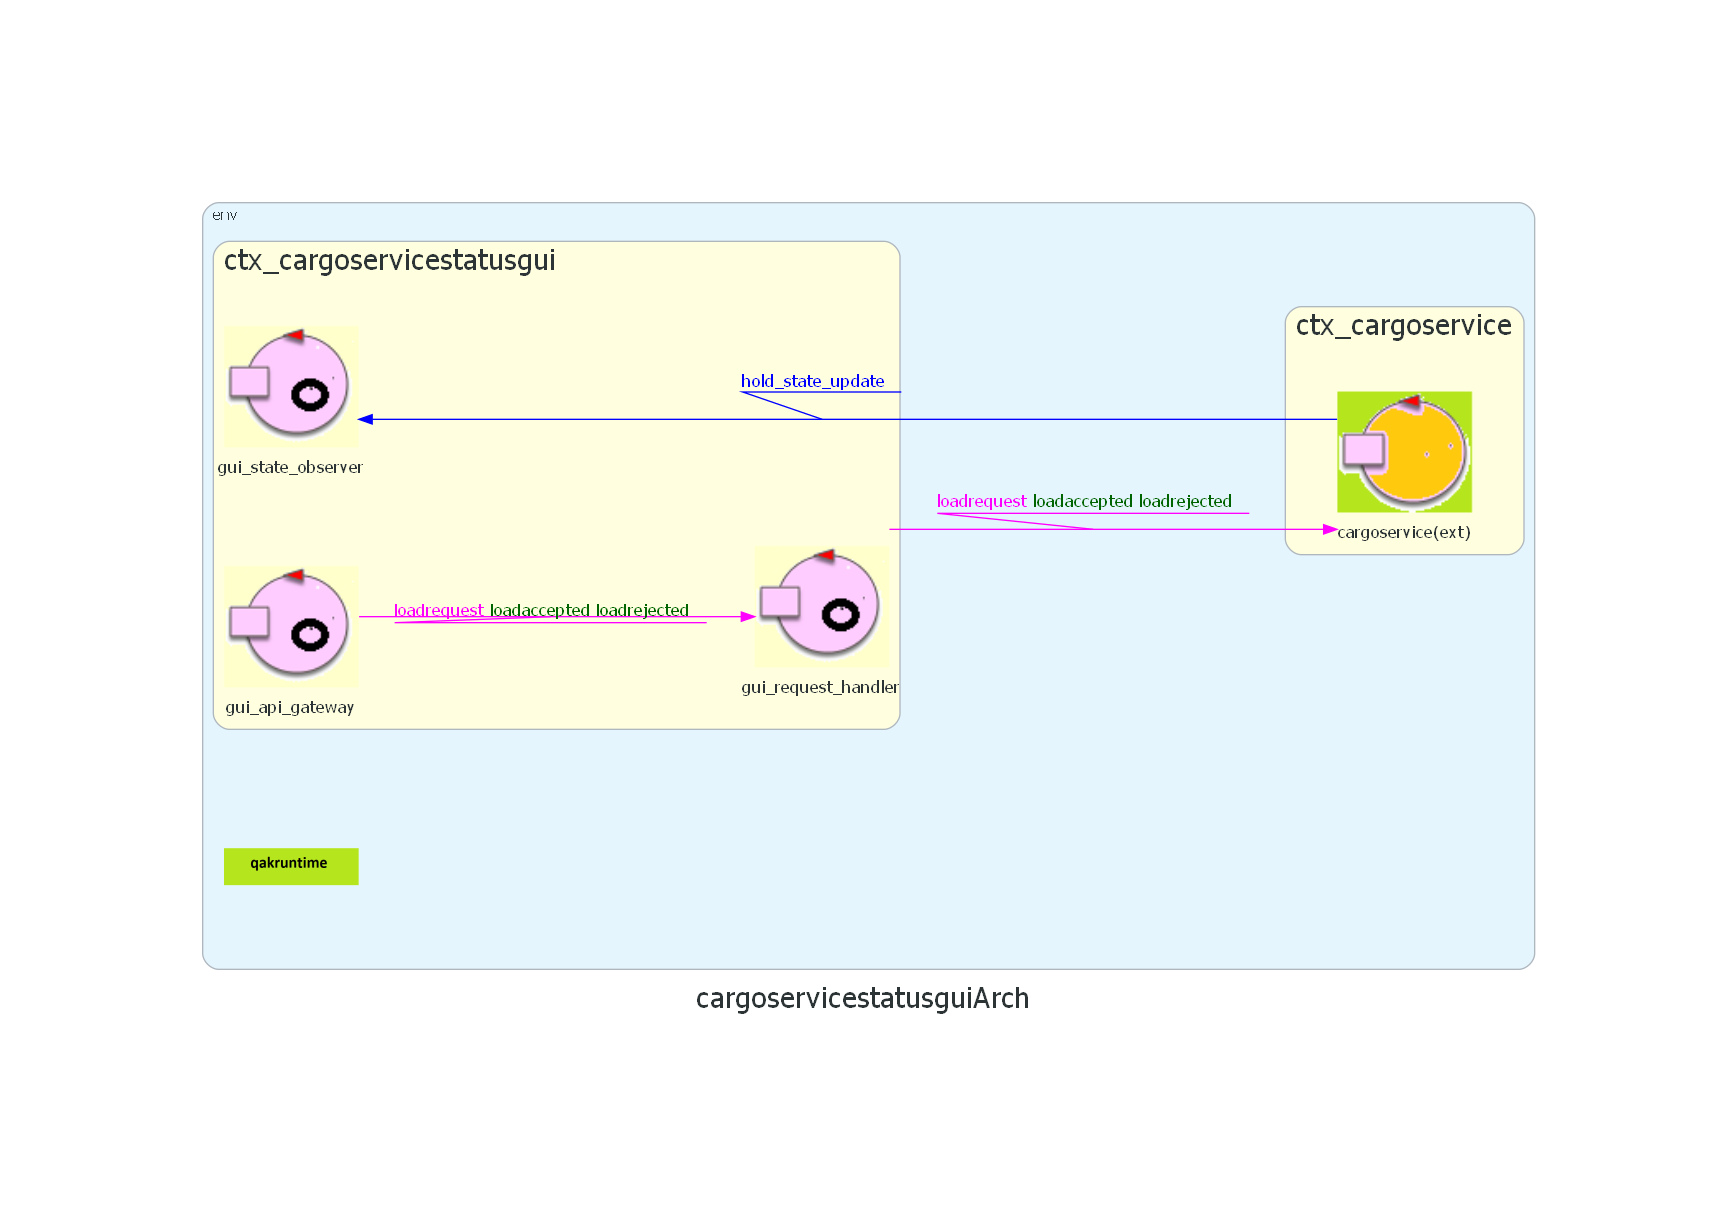 env
ctx_cargoservicestatusgui
ctx_cargoservice
hold_state_update
gui_state_observer
loadrequest loadaccepted loadrejected
cargoservice(ext)
loadrequest loadaccepted loadrejected
gui_request_handler
gui_api_gateway
qakruntime
cargoservicestatusguiArch